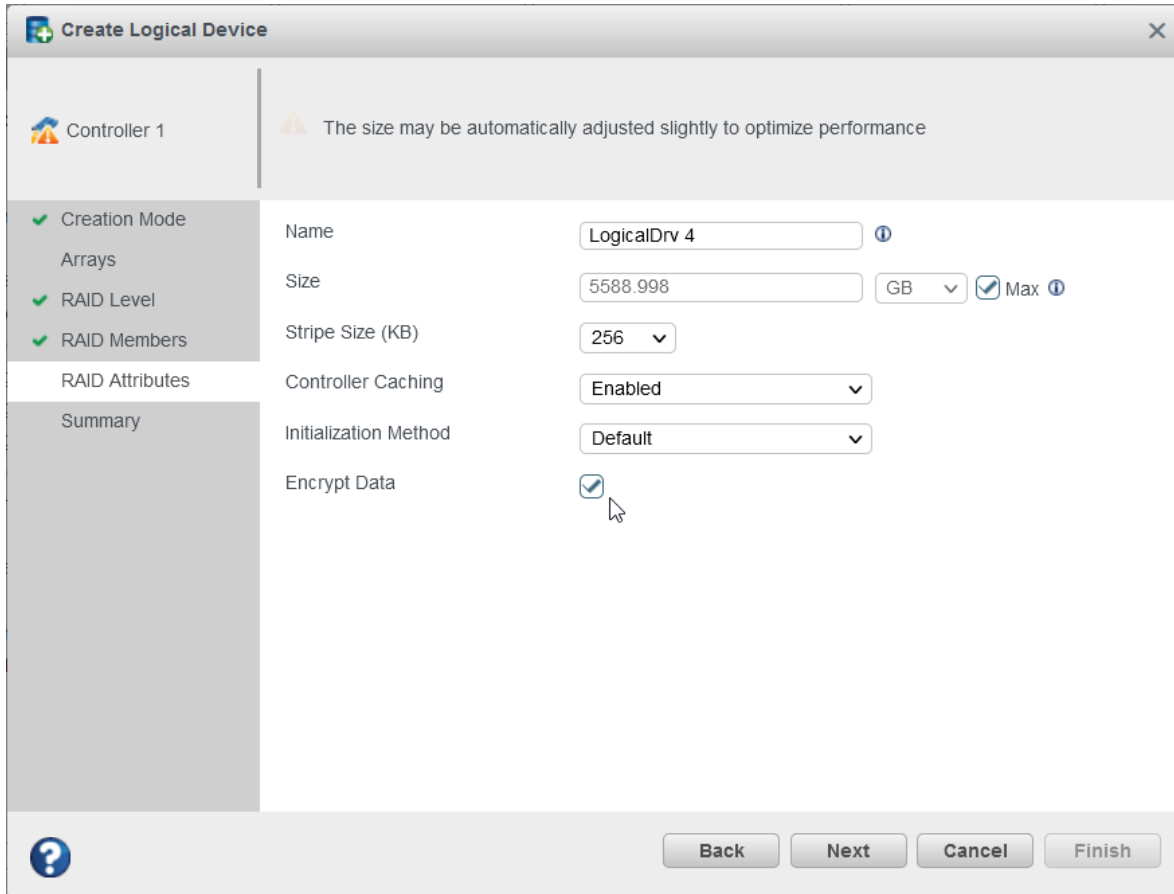 Create Logical Device
Controller 1
The size may be automatically adjusted slightly to optimize performance
Creation Mode
Arrays
RAID Level
RAID Members
RAID Attributes
Summary
Name LogicalDrv 4
Size 5588.998 GB Max
Stripe Size (KB) 256
Controller Caching Enabled
Initialization Method Default
Encrypt Data
Back Next Cancel Finish